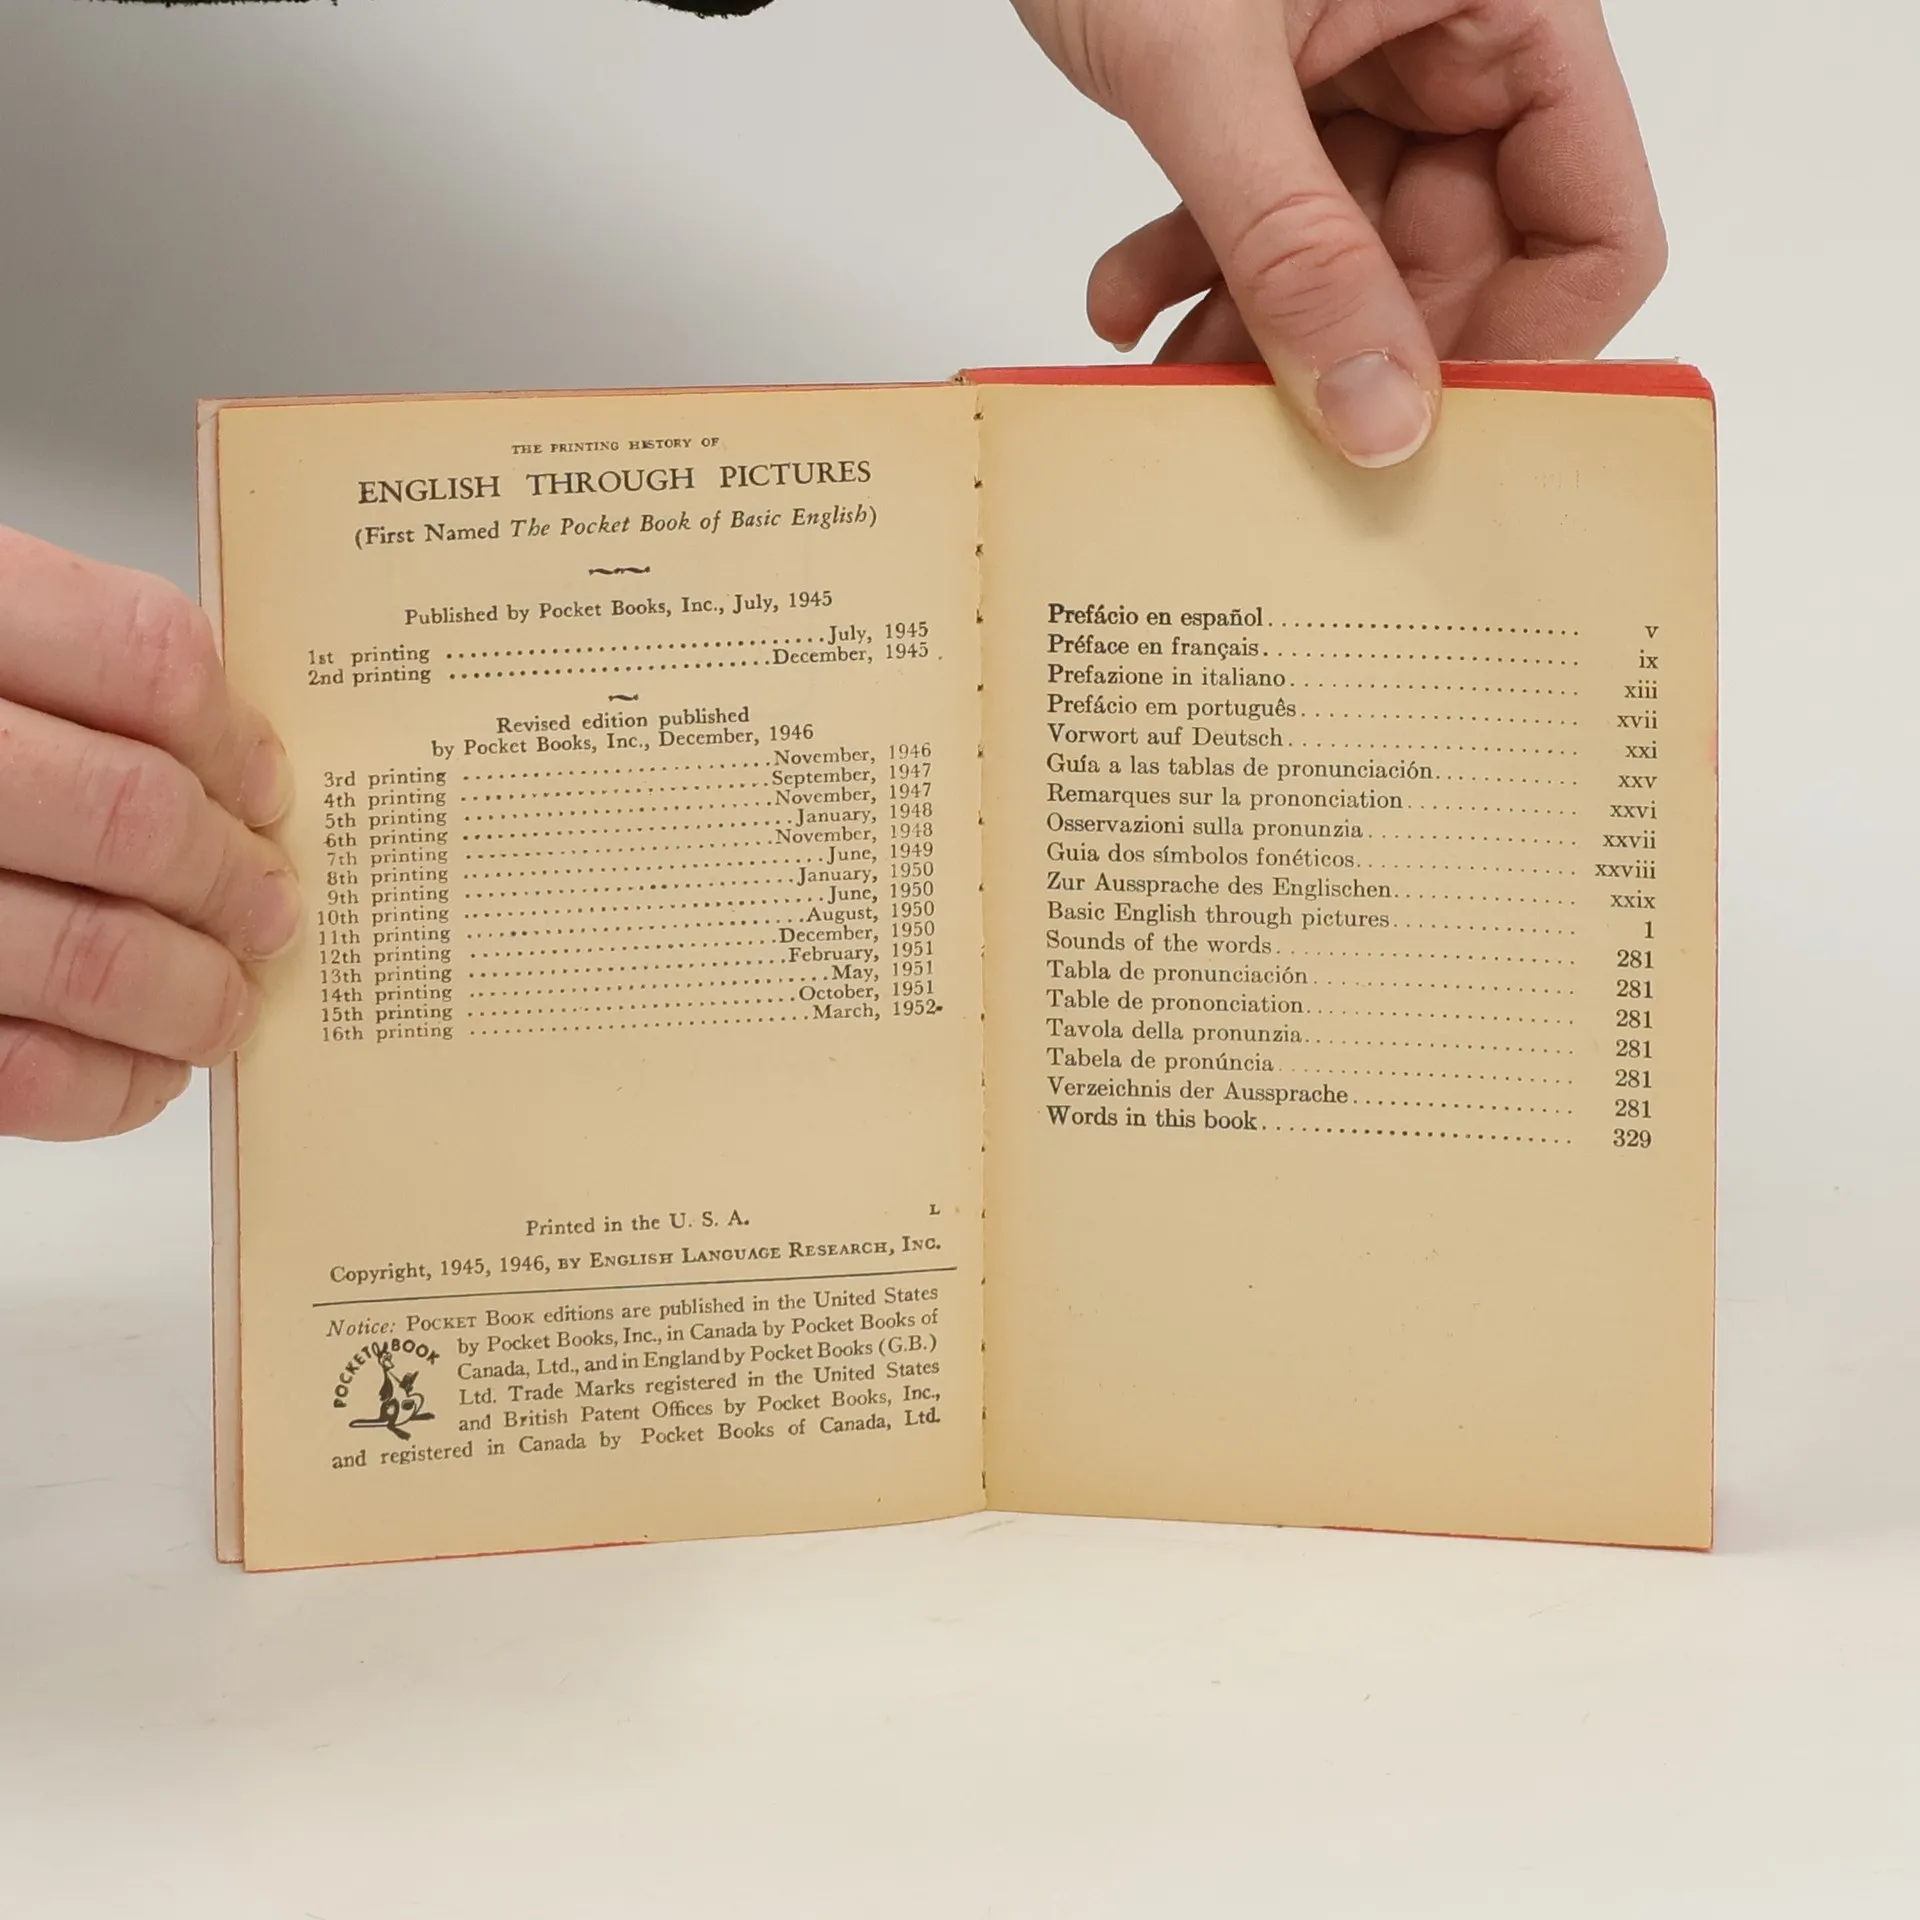 THE PRINTING HISTORY OF
ENGLISH THROUGH PICTURES
(First Named The Pocket Book of Basic English)
Published by Pocket Books, Inc., July, 1945
1st printing ................................ July, 1945
2nd printing ........................... December, 1945
Revised edition published
by Pocket Books, Inc., December, 1946
3rd printing ........................... November, 1946
4th printing ........................... September, 1947
5th printing ........................... November, 1947
6th printing ............................. January, 1948
7th printing ........................... November, 1948
8th printing ................................ June, 1949
9th printing ............................. January, 1950
10th printing ............................... June, 1950
11th printing ............................. August, 1950
12th printing .......................... December, 1950
13th printing ........................... February, 1951
14th printing ................................ May, 1951
15th printing ............................ October, 1951
16th printing .............................. March, 1952
Printed in the U. S. A.
L
Copyright, 1945, 1946, BY ENGLISH LANGUAGE RESEARCH, INC.
Notice: POCKET BOOK editions are published in the United States
by Pocket Books, Inc., in Canada by Pocket Books of
Canada, Ltd., and in England by Pocket Books (G.B.)
Ltd. Trade Marks registered in the United States
and British Patent Offices by Pocket Books, Inc.,
and registered in Canada by Pocket Books of Canada, Ltd.
POCKET BOOK
Prefácio en español .............................. v
Préface en français .............................. ix
Prefazione in italiano ........................... xiii
Prefácio em português ............................ xvii
Vorwort auf Deutsch .............................. xxi
Guía a las tablas de pronunciación ............... xxv
Remarques sur la prononciation ................... xxvi
Osservazioni sulla pronunzia ..................... xxvii
Guia dos símbolos fonéticos ...................... xxviii
Zur Aussprache des Englischen .................... xxix
Basic English through pictures ................... 1
Sounds of the words .............................. 281
Tabla de pronunciación ........................... 281
Table de prononciation ........................... 281
Tavola della pronunzia ........................... 281
Tabela de pronúncia .............................. 281
Verzeichnis der Aussprache ....................... 281
Words in this book ............................... 329